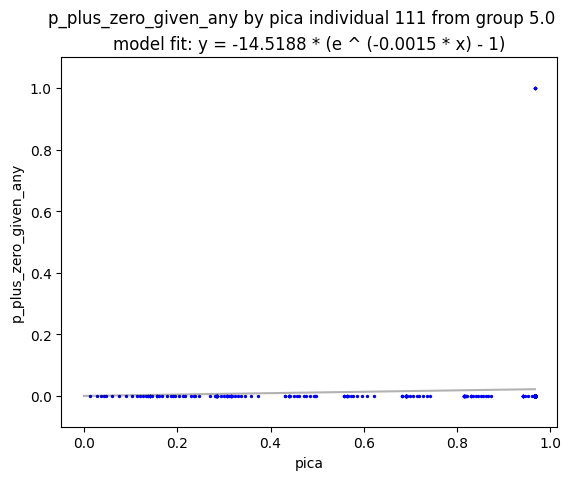 p_plus_zero_given_any by pica individual 111 from group 5.0
model fit: y = -14.5188 * (e ^ (-0.0015 * x) - 1)
1.0
0.8
0.6
0.4
0.2
0.0
p_plus_zero_given_any
0.0 0.2 0.4 0.6 0.8 1.0
pica